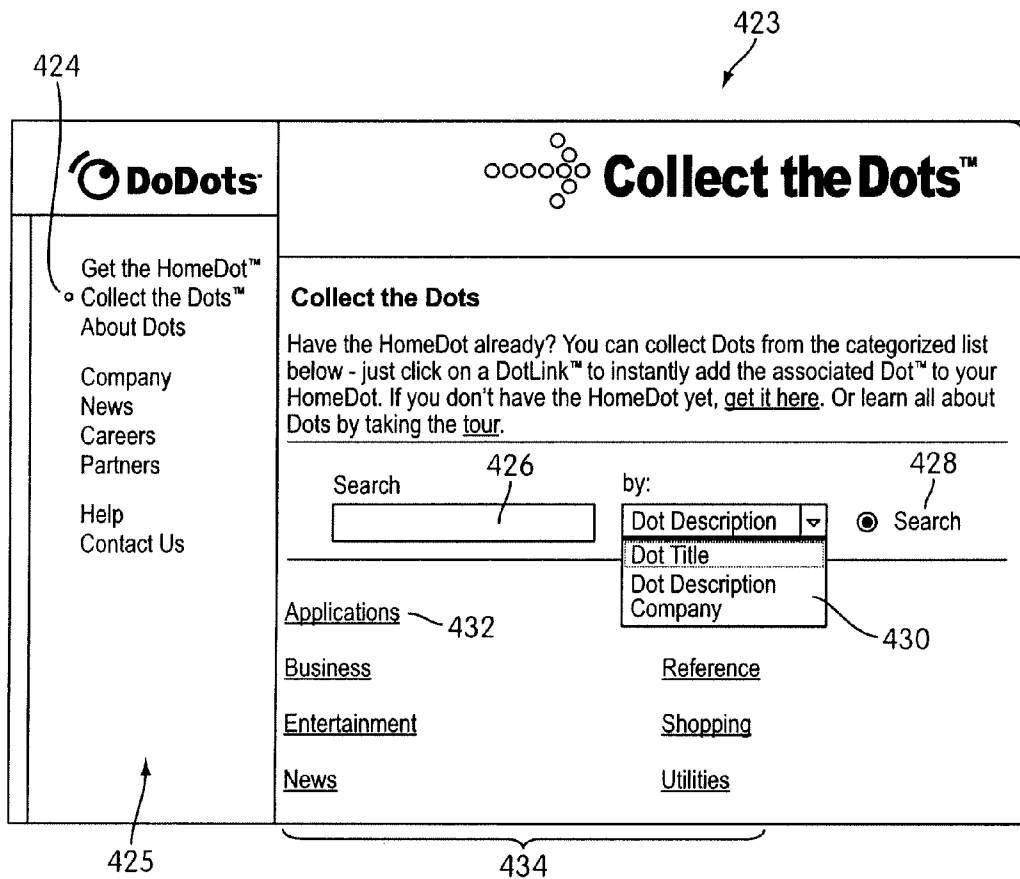 423
424
DoDots
Collect the Dots™
Get the HomeDot™
Collect the Dots™
About Dots
Company
News
Careers
Partners
Help
Contact Us
Collect the Dots
Have the HomeDot already? You can collect Dots from the categorized list
below - just click on a DotLink™ to instantly add the associated Dot™ to your
HomeDot. If you don't have the HomeDot yet, get it here. Or learn all about
Dots by taking the tour.
Search
426
by:
428
Dot Description
Search
Dot Title
Dot Description
Company
430
Applications
432
Business
Reference
Entertainment
Shopping
News
Utilities
425
434